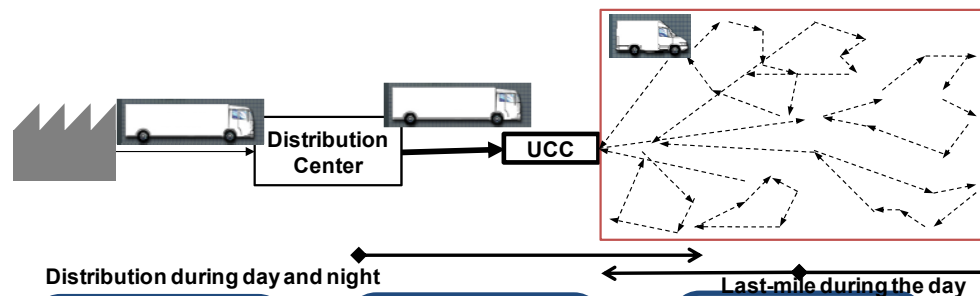 Distribution
Center
UCC
Distribution during day and night
Last-mile during the day